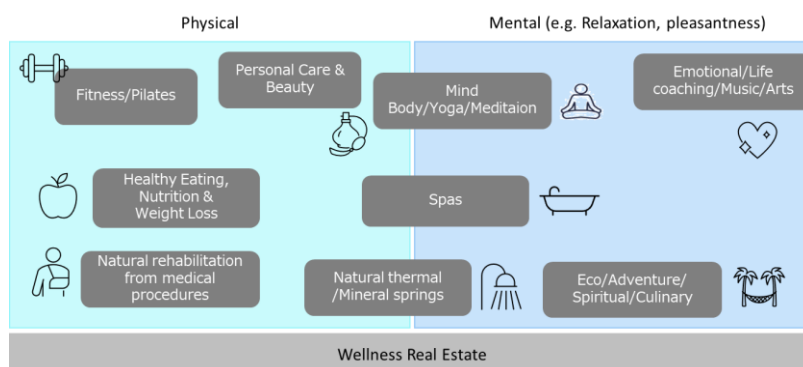 Physical
Mental (e.g. Relaxation, pleasantness)
Fitness/Pilates
Personal Care &
Beauty
Mind
Body/Yoga/Meditaion
Emotional/Life
coaching/Music/Arts
Healthy Eating,
Nutrition &
Weight Loss
Spas
Natural rehabilitation
from medical
procedures
Natural thermal
/Mineral springs
Eco/Adventure/
Spiritual/Culinary
Wellness Real Estate